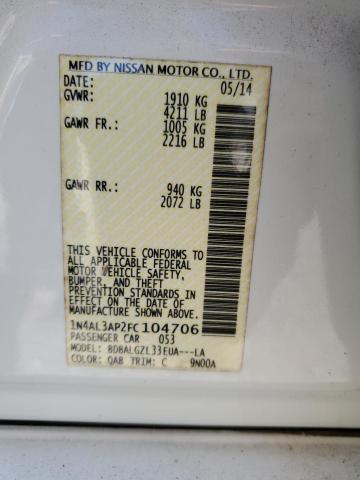 MFD BY NISSAN MOTOR CO., LTD.
DATE: 05/14
GVWR: 1910 KG
4211 LB
GAWR FR.: 1005 KG
2216 LB
GAWR RR.: 940 KG
2072 LB
THIS VEHICLE CONFORMS TO
ALL APPLICABLE FEDERAL
MOTOR VEHICLE SAFETY,
BUMPER, AND THEFT
PREVENTION STANDARDS IN
EFFECT ON THE DATE OF
MANUFACTURE SHOWN ABOVE.
1N4AL3AP2FC104706
PASSENGER CAR 053
MODEL: BDBALGZL33EUA---LA
COLOR: QAB TRIM: C 9N00A